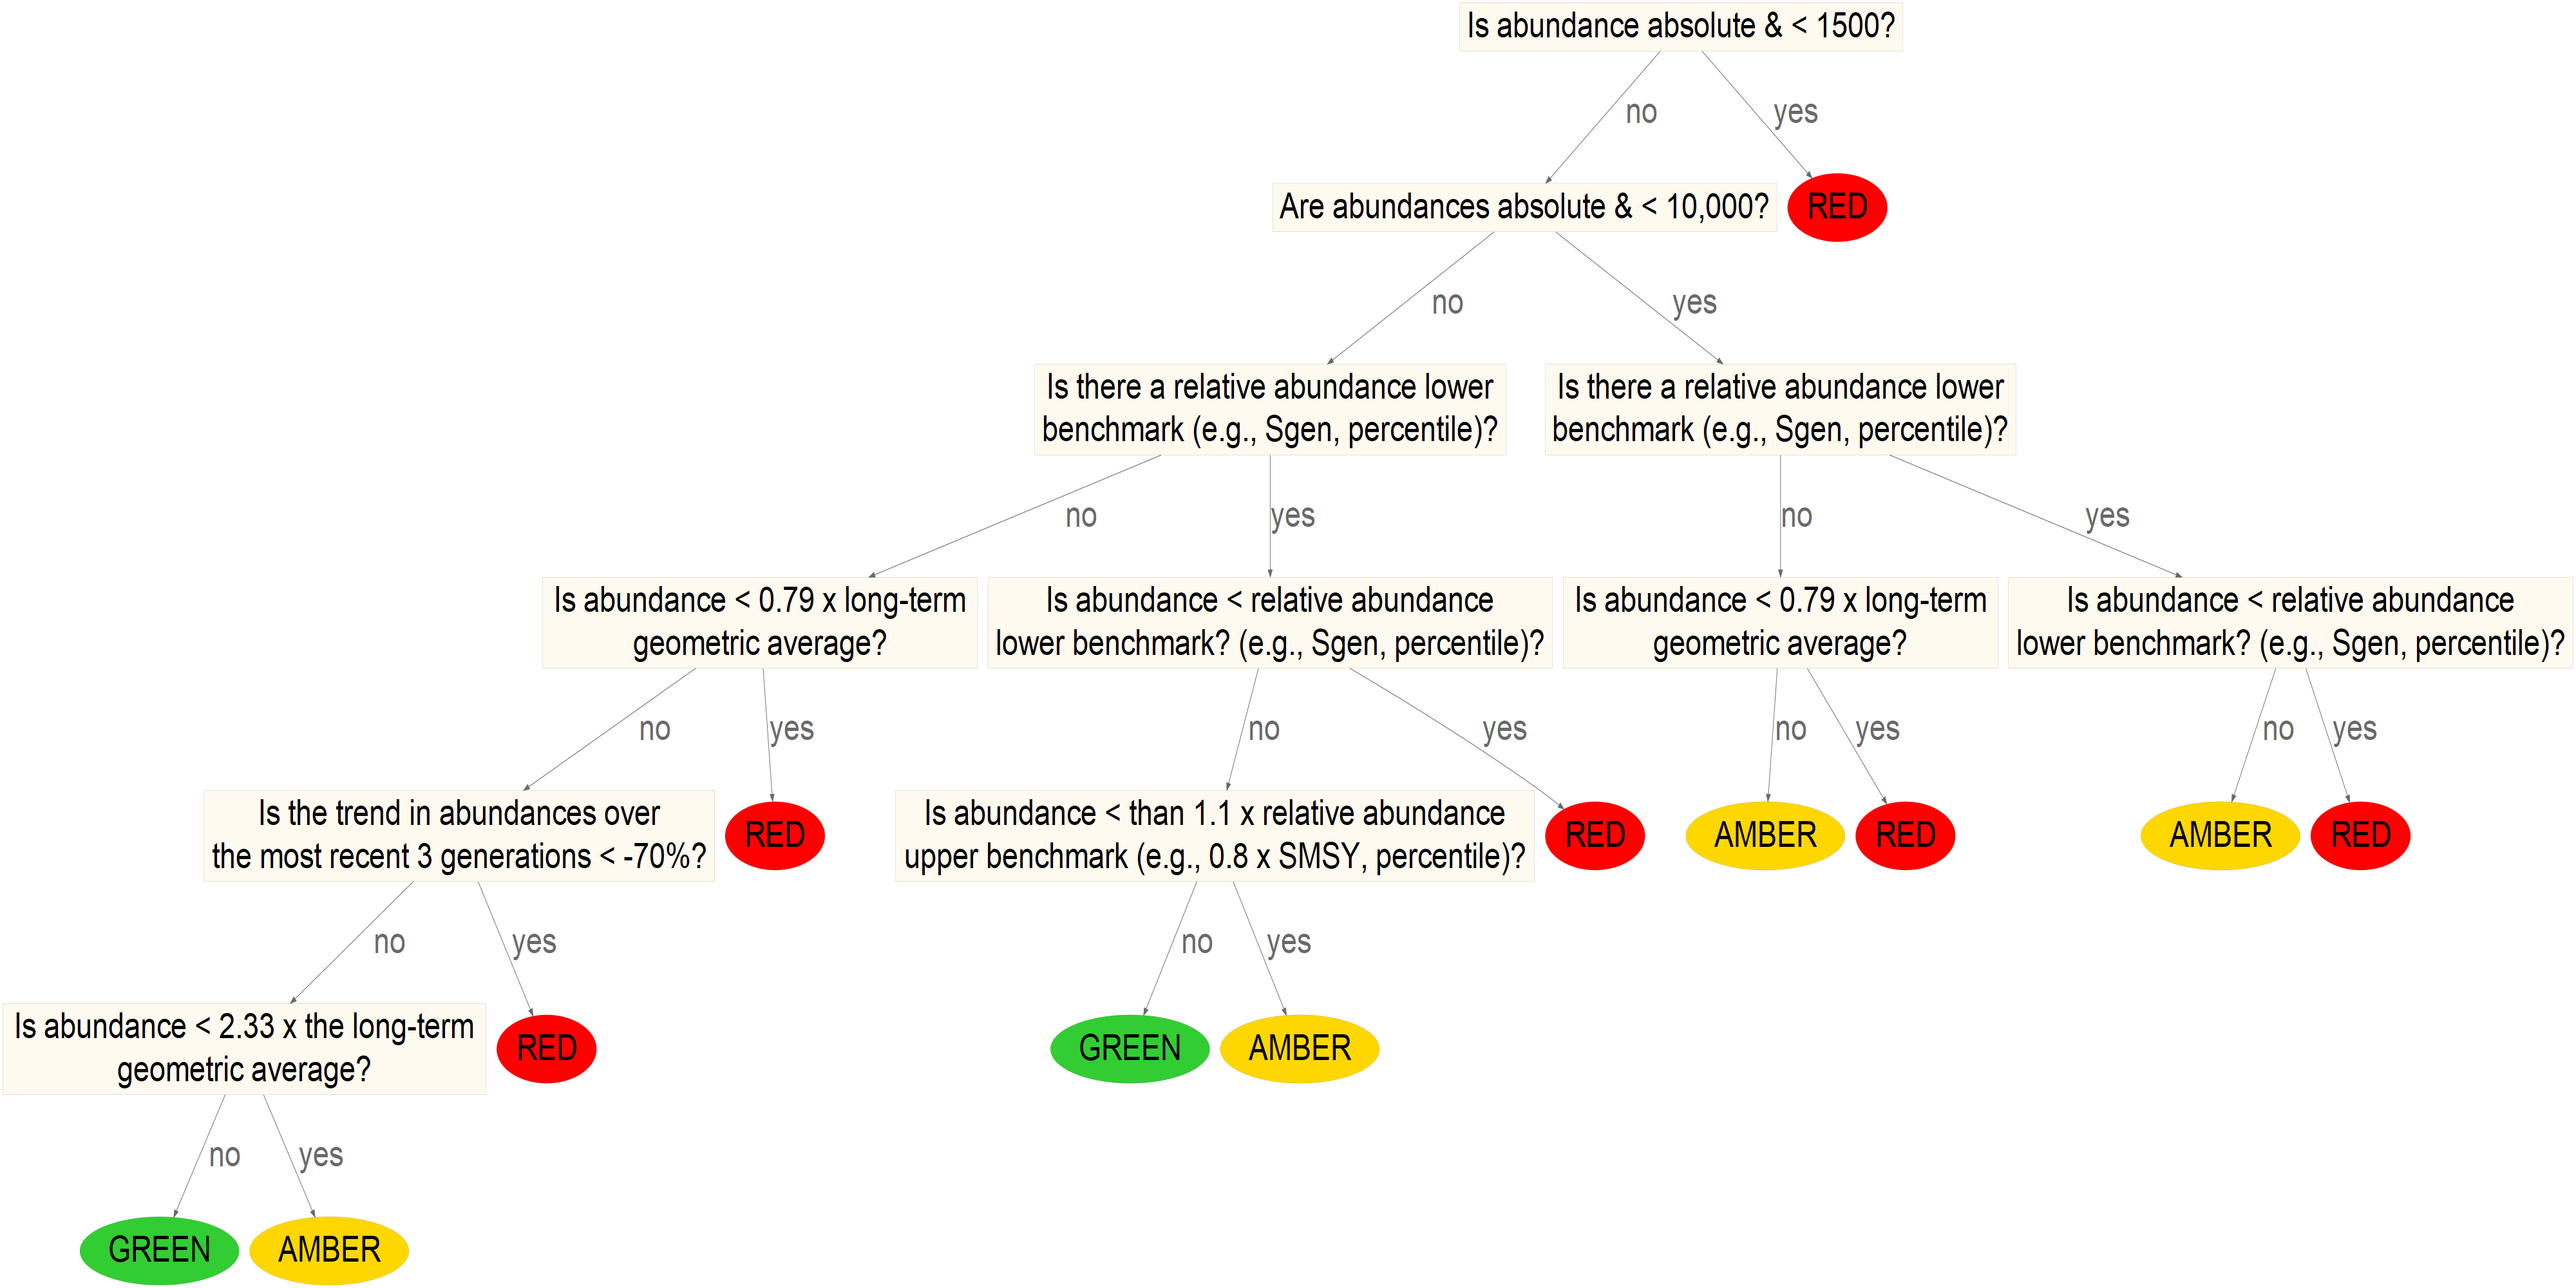 Is abundance absolute & < 1500?
no
yes
Are abundances absolute & < 10,000?
RED
no
yes
Is there a relative abundance lower
benchmark (e.g., Sgen, percentile)?
Is there a relative abundance lower
benchmark (e.g., Sgen, percentile)?
no
yes
no
yes
Is abundance < 0.79 x long-term
geometric average?
Is abundance < relative abundance
lower benchmark? (e.g., Sgen, percentile)?
Is abundance < 0.79 x long-term
geometric average?
Is abundance < relative abundance
lower benchmark? (e.g., Sgen, percentile)?
no
yes
no
yes
no
yes
no
yes
Is the trend in abundances over
the most recent 3 generations < -70%?
RED
Is abundance < than 1.1 x relative abundance
upper benchmark (e.g., 0.8 x SMSY, percentile)?
RED
AMBER
RED
AMBER
RED
no
yes
no
yes
Is abundance < 2.33 x the long-term
geometric average?
RED
GREEN
AMBER
no
yes
GREEN
AMBER